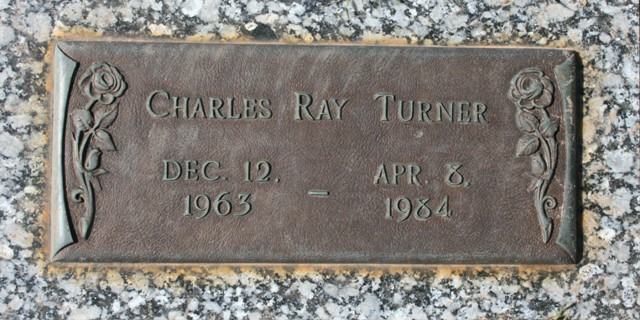 CHARLES RAY TURNER
DEC. 12, APR. 8,
1963 – 1984